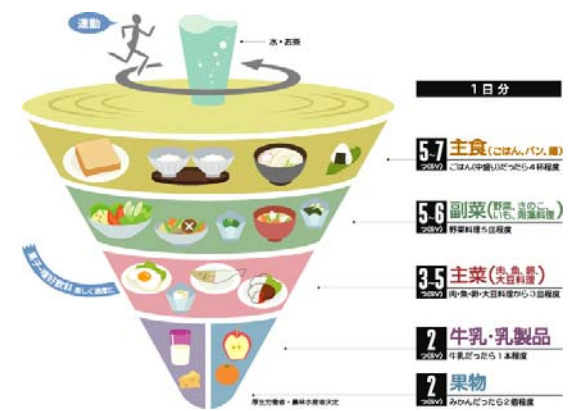 運動
水・お茶
1日分
5~7
つ(SV)
主食(ごはん、パン、麺)
ごはん(中盛り)だったら4杯程度
5~6
つ(SV)
副菜(野菜、きのこ、いも、海藻料理)
野菜料理5皿程度
菓子・嗜好飲料 楽しく適度に
3~5
つ(SV)
主菜(肉、魚、卵、大豆料理)
肉・魚・卵・大豆料理から3皿程度
2
つ(SV)
牛乳・乳製品
牛乳だったら1本程度
2
つ(SV)
果物
みかんだったら2個程度
厚生労働省・農林水産省決定